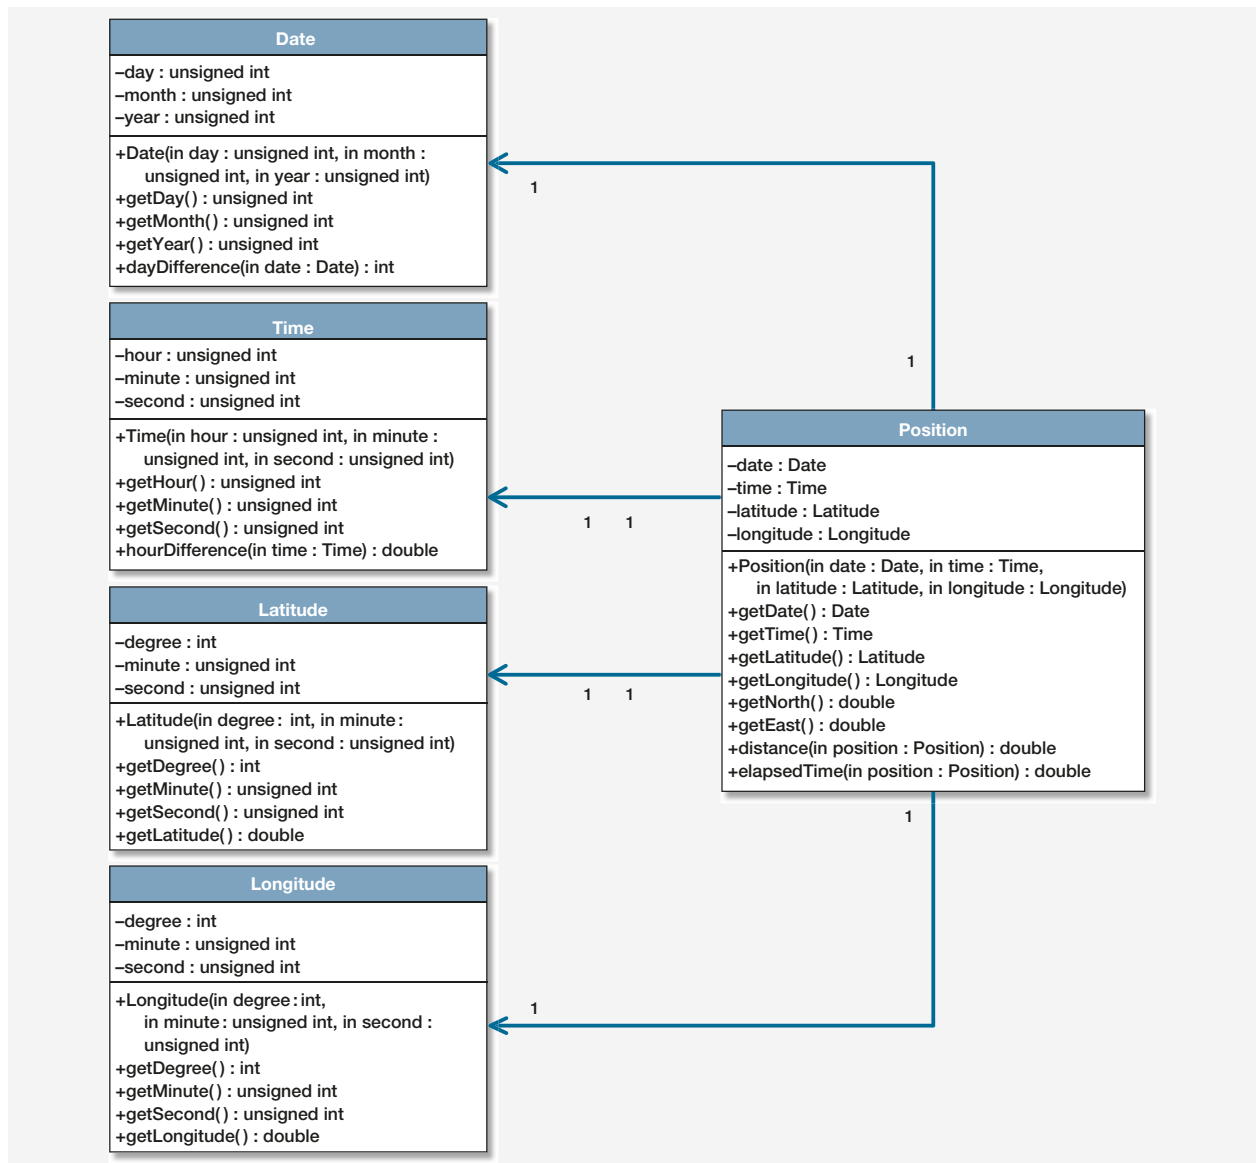 Date
–day : unsigned int
–month : unsigned int
–year : unsigned int
+Date(in day : unsigned int, in month :
unsigned int, in year : unsigned int)
+getDay() : unsigned int
+getMonth() : unsigned int
+getYear() : unsigned int
+dayDifference(in date : Date) : int
1
1
Time
–hour : unsigned int
–minute : unsigned int
–second : unsigned int
+Time(in hour : unsigned int, in minute :
unsigned int, in second : unsigned int)
+getHour() : unsigned int
+getMinute() : unsigned int
+getSecond() : unsigned int
+hourDifference(in time : Time) : double
1 1
Latitude
–degree : int
–minute : unsigned int
–second : unsigned int
+Latitude(in degree : int, in minute :
unsigned int, in second : unsigned int)
+getDegree() : int
+getMinute() : unsigned int
+getSecond() : unsigned int
+getLatitude() : double
1 1
Longitude
–degree : int
–minute : unsigned int
–second : unsigned int
+Longitude(in degree : int,
in minute : unsigned int, in second :
unsigned int)
+getDegree() : int
+getMinute() : unsigned int
+getSecond() : unsigned int
+getLongitude() : double
1
Position
–date : Date
–time : Time
–latitude : Latitude
–longitude : Longitude
+Position(in date : Date, in time : Time,
in latitude : Latitude, in longitude : Longitude)
+getDate() : Date
+getTime() : Time
+getLatitude() : Latitude
+getLongitude() : Longitude
+getNorth() : double
+getEast() : double
+distance(in position : Position) : double
+elapsedTime(in position : Position) : double
1